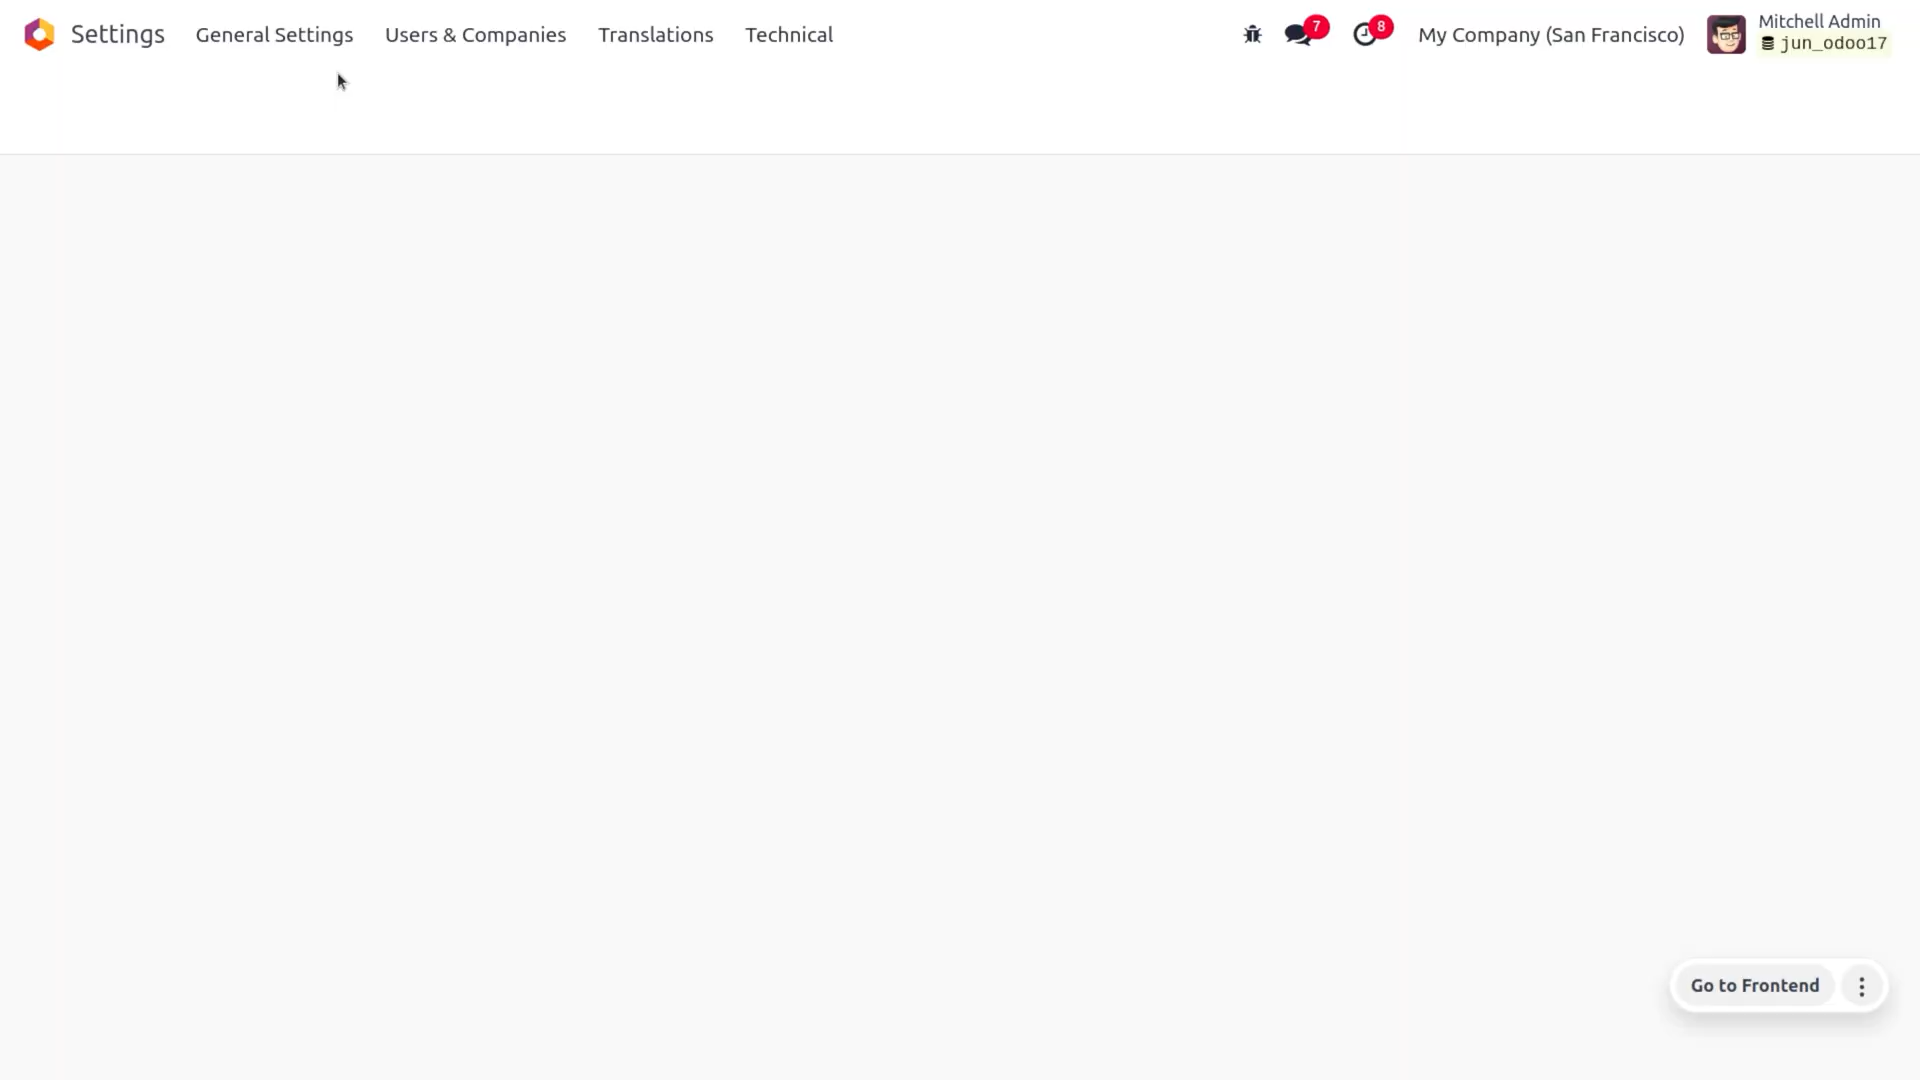 Settings General Settings Users & Companies Translations Technical 7 8 My Company (San Francisco) Mitchell Admin
jun_odoo17
Go to Frontend